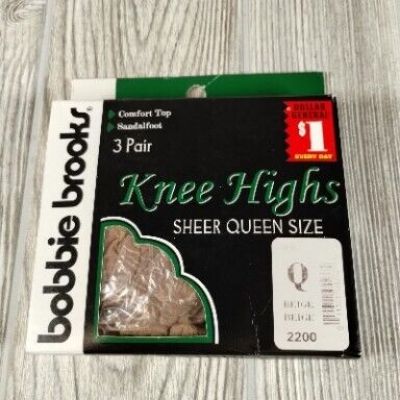 bobbie brooks®
Comfort Top
Sandalfoot
3 Pair
DOLLAR
GENERAL
$1
EVERY DAY
Knee Highs
SHEER QUEEN SIZE
Q
BEIGE
BEIGE
2200